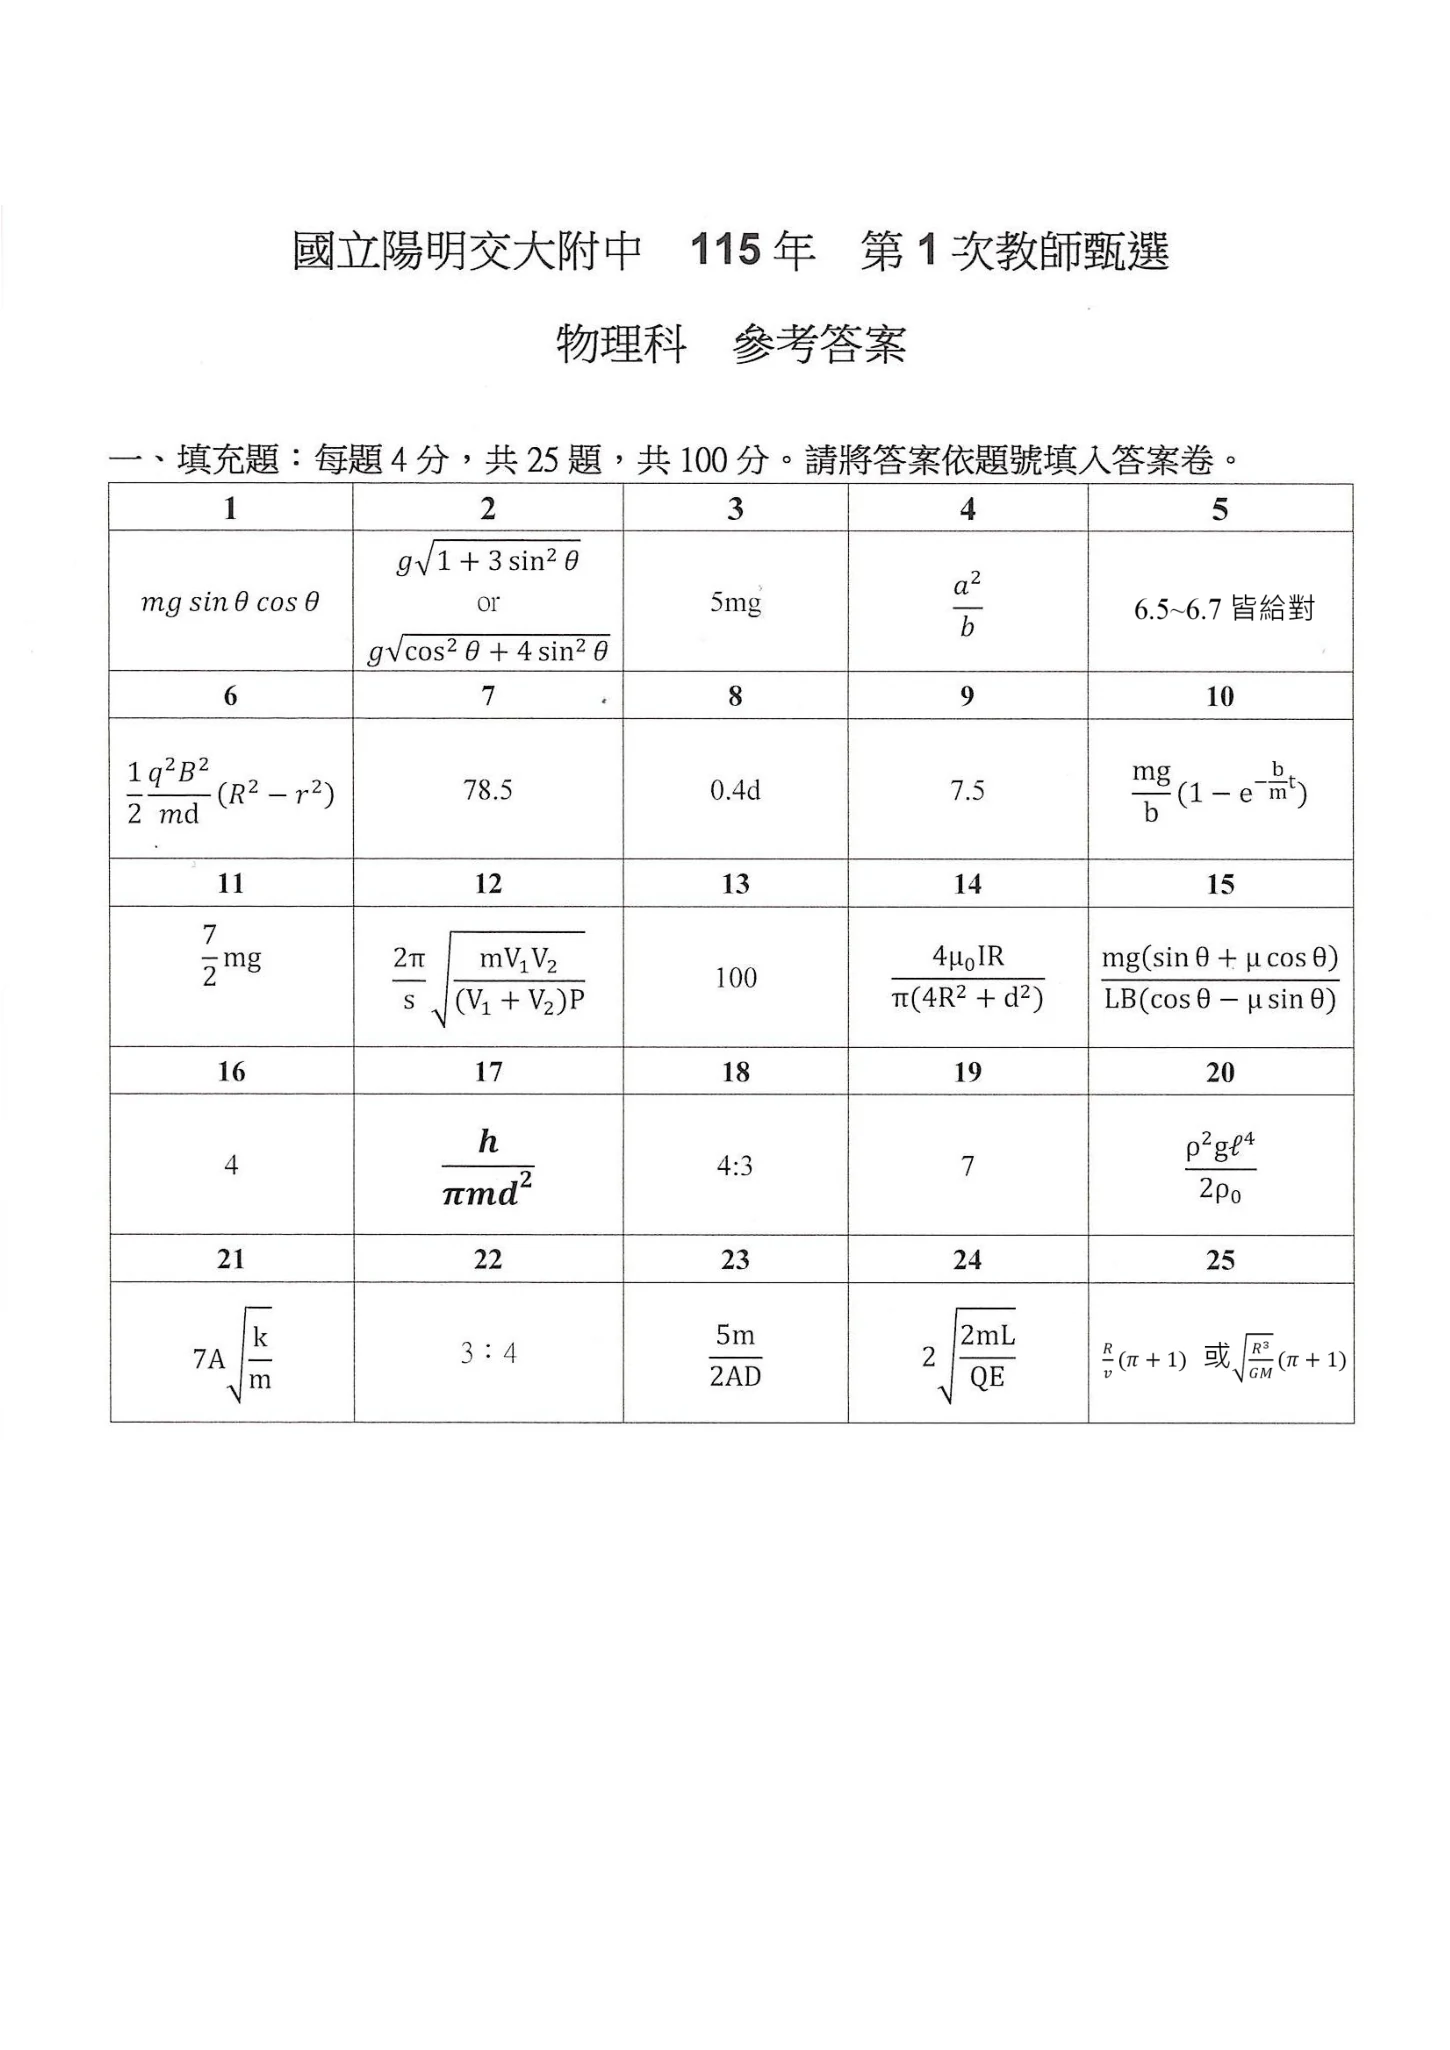 國立陽明交大附中 115 年 第 1 次教師甄選
物理科 參考答案
一、填充題：每題 4 分，共 25 題，共 100 分。請將答案依題號填入答案卷。
1 2 3 4 5
mg sin θ cos θ
g√(1 + 3 sin² θ)
or
g√(cos² θ + 4 sin² θ)
5mg
a²/b
6.5~6.7 皆給對
6 7 8 9 10
1/2 q²B²/md (R² − r²)
78.5
0.4d
7.5
mg/b (1 − e^(−b/m t))
11 12 13 14 15
7/2 mg
2π/s √(mV₁V₂/(V₁ + V₂)P)
100
4μ₀IR/π(4R² + d²)
mg(sin θ + μ cos θ)/LB(cos θ − μ sin θ)
16 17 18 19 20
4
h/πmd²
4:3
7
ρ²gℓ⁴/2ρ₀
21 22 23 24 25
7A √(k/m)
3：4
5m/2AD
2 √(2mL/QE)
R/v (π + 1) 或 √(R³/GM) (π + 1)